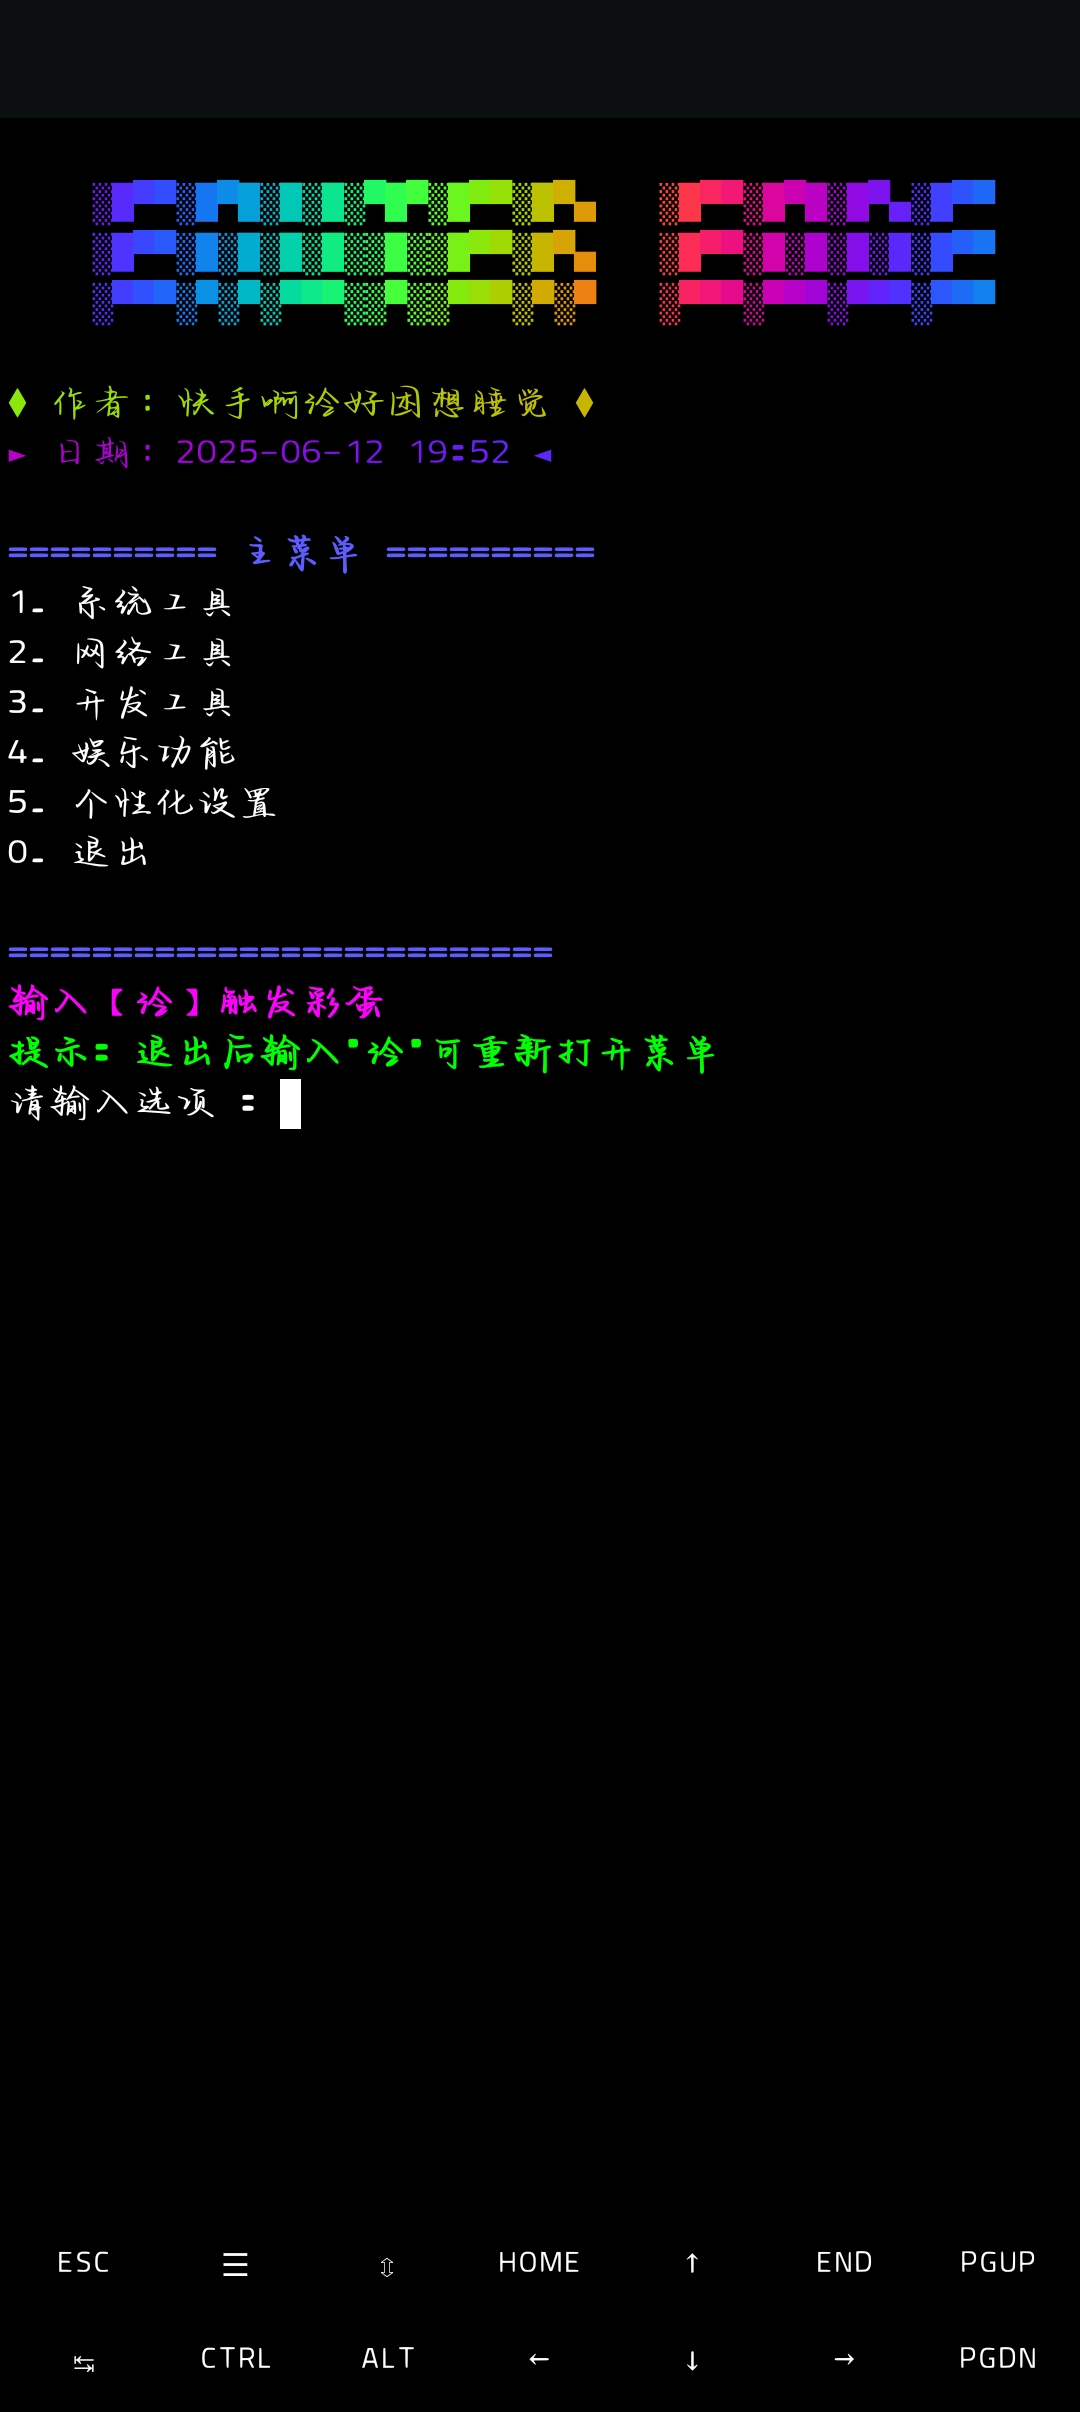 ♦ 作者：快手啊泠好困想睡觉 ♦
► 日期：2025-06-12 19:52 ◄
========== 主菜单 ==========
1. 系统工具
2. 网络工具
3. 开发工具
4. 娱乐功能
5. 个性化设置
0. 退出
==========================
输入【泠】触发彩蛋
提示: 退出后输入"泠"可重新打开菜单
请输入选项 :
ESC ☰ ⇳ HOME ↑ END PGUP
↹ CTRL ALT ← ↓ → PGDN